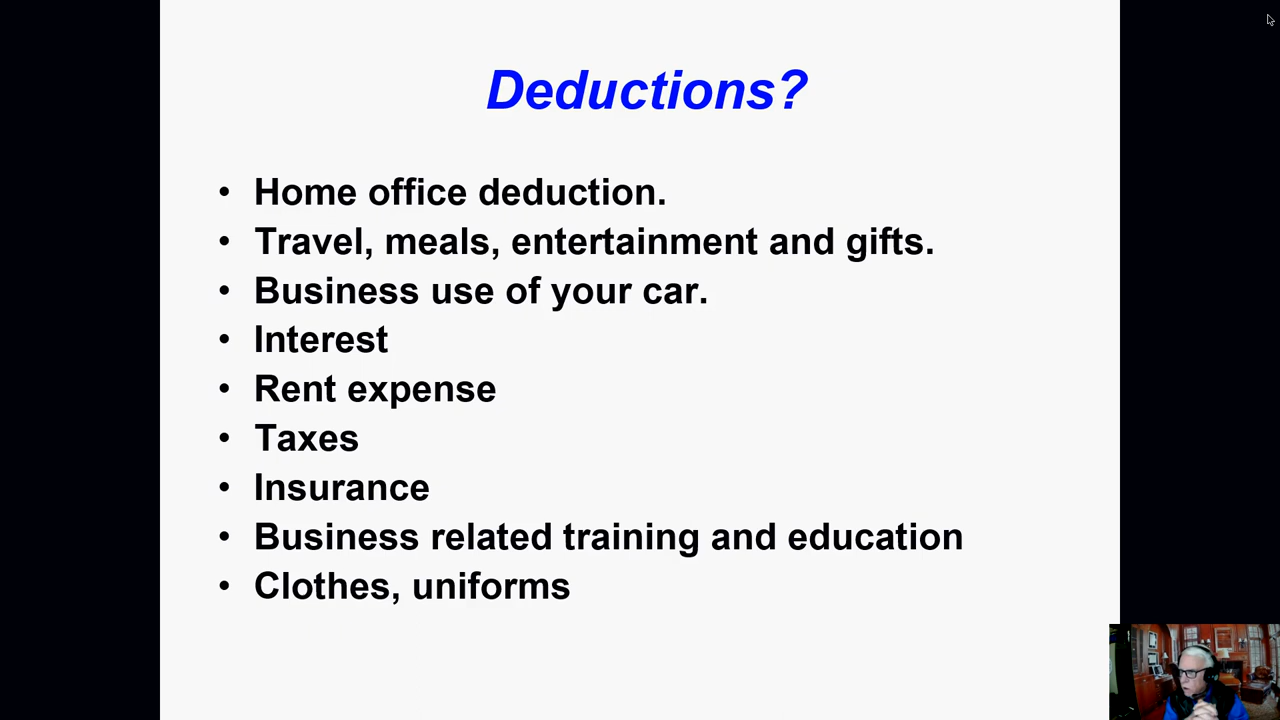 Deductions?
• Home office deduction.
• Travel, meals, entertainment and gifts.
• Business use of your car.
• Interest
• Rent expense
• Taxes
• Insurance
• Business related training and education
• Clothes, uniforms